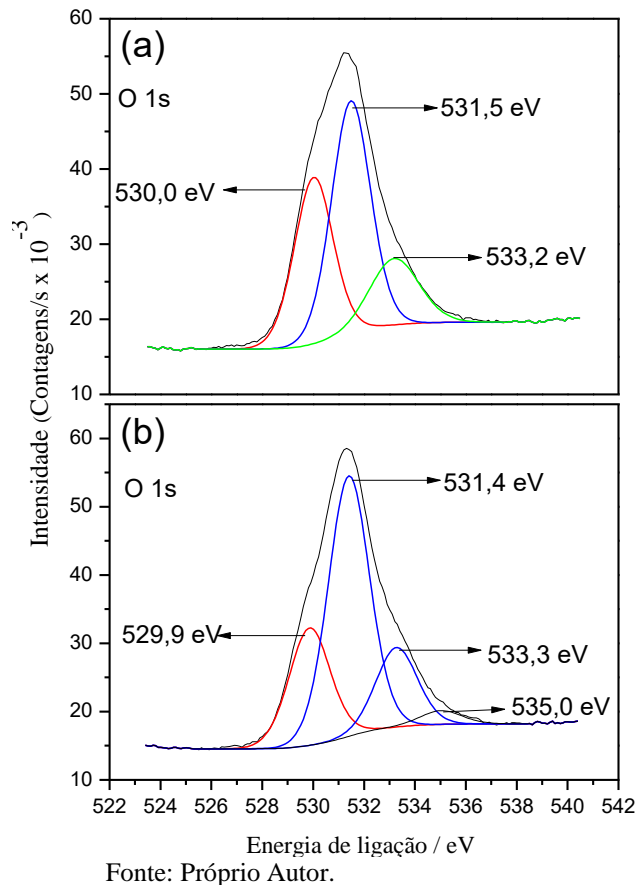 (a)
O 1s
531,5 eV
530,0 eV
533,2 eV
60
50
40
30
20
10
(b)
O 1s
531,4 eV
529,9 eV
533,3 eV
535,0 eV
60
50
40
30
20
10
522 524 526 528 530 532 534 536 538 540 542
Intensidade (Contagens/s x 10⁻³)
Energia de ligação / eV
Fonte: Próprio Autor.